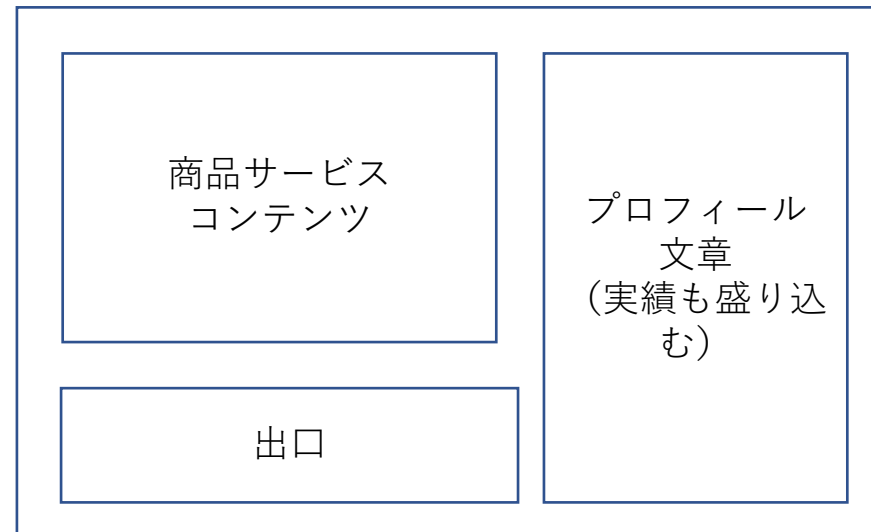 商品サービス
コンテンツ
プロフィール
文章
（実績も盛り込
む）
出口